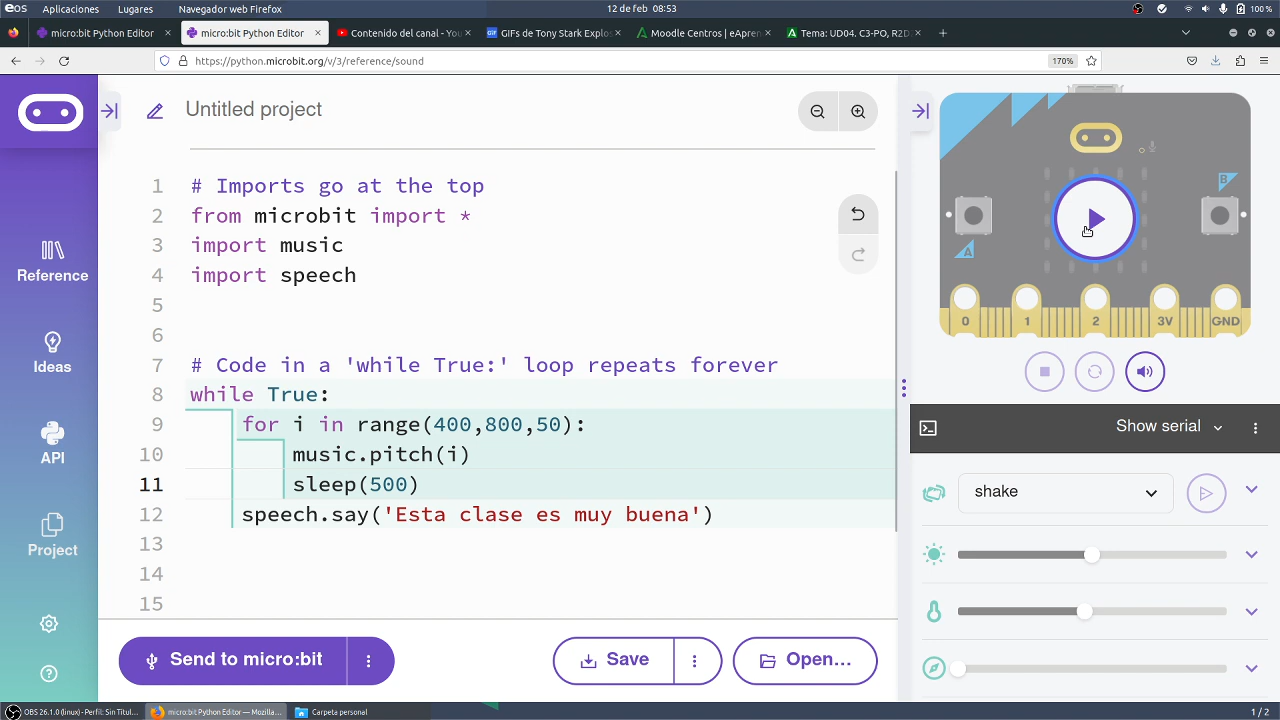 eOS Aplicaciones Lugares Navegador web Firefox 12 de feb 08:53 100 %
micro:bit Python Editor × micro:bit Python Editor × Contenido del canal - You × GIFs de Tony Stark Explos × Moodle Centros | eApren × Tema: UD04. C3-PO, R2D ×
https://python.microbit.org/v/3/reference/sound 170%
Untitled project
1 # Imports go at the top
2 from microbit import *
3 import music
4 import speech
5
6
7 # Code in a 'while True:' loop repeats forever
8 while True:
9 for i in range(400,800,50):
10 music.pitch(i)
11 sleep(500)
12 speech.say('Esta clase es muy buena')
13
14
15
Reference
Ideas
API
Project
Send to micro:bit
Save
Open...
A
B
0 1 2 3V GND
Show serial
shake
OBS 26.1.0 (linux) - Perfil: Sin Titul... micro:bit Python Editor — Mozilla... Carpeta personal 1 / 2